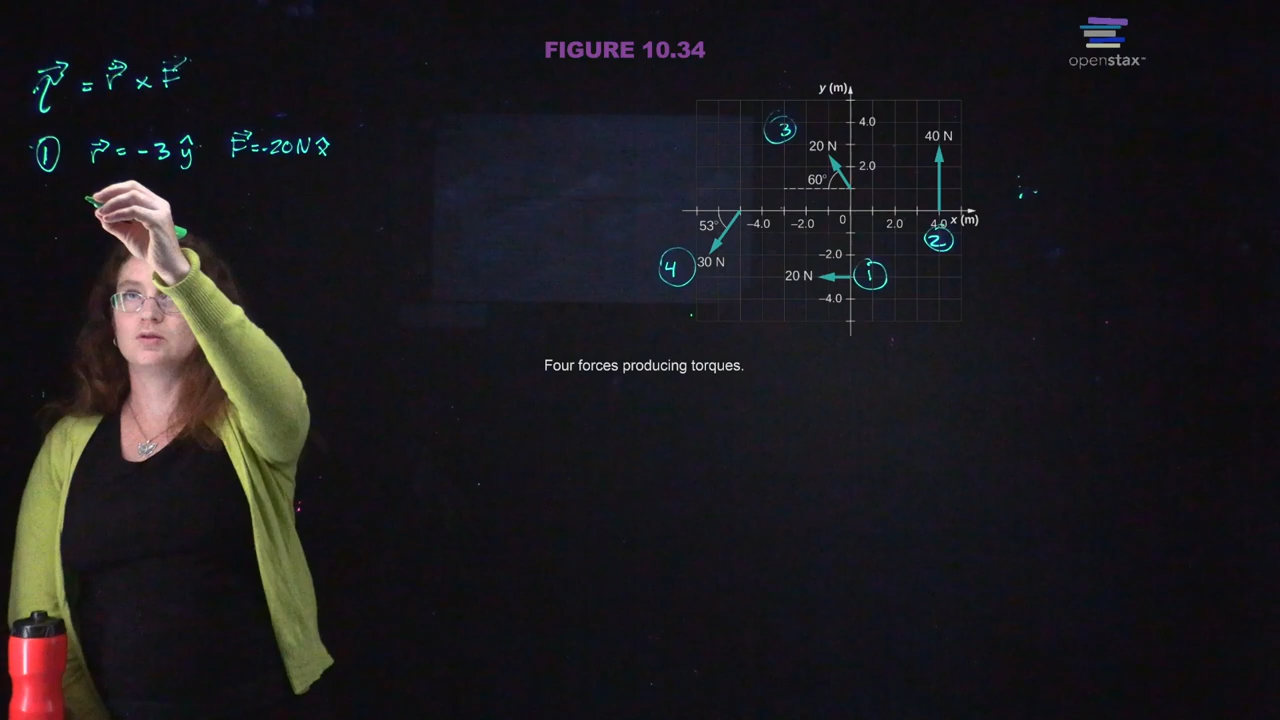 FIGURE 10.34
openstax™
τ⃗ = r⃗ x F⃗
① r⃗ = -3 ŷ F⃗ = -20N x̂
y (m)
③
4.0
40 N
20 N
2.0
60°
53°
-4.0 -2.0 0 2.0 4.0 x (m)
②
-2.0
④ 30 N
20 N ①
-4.0
Four forces producing torques.